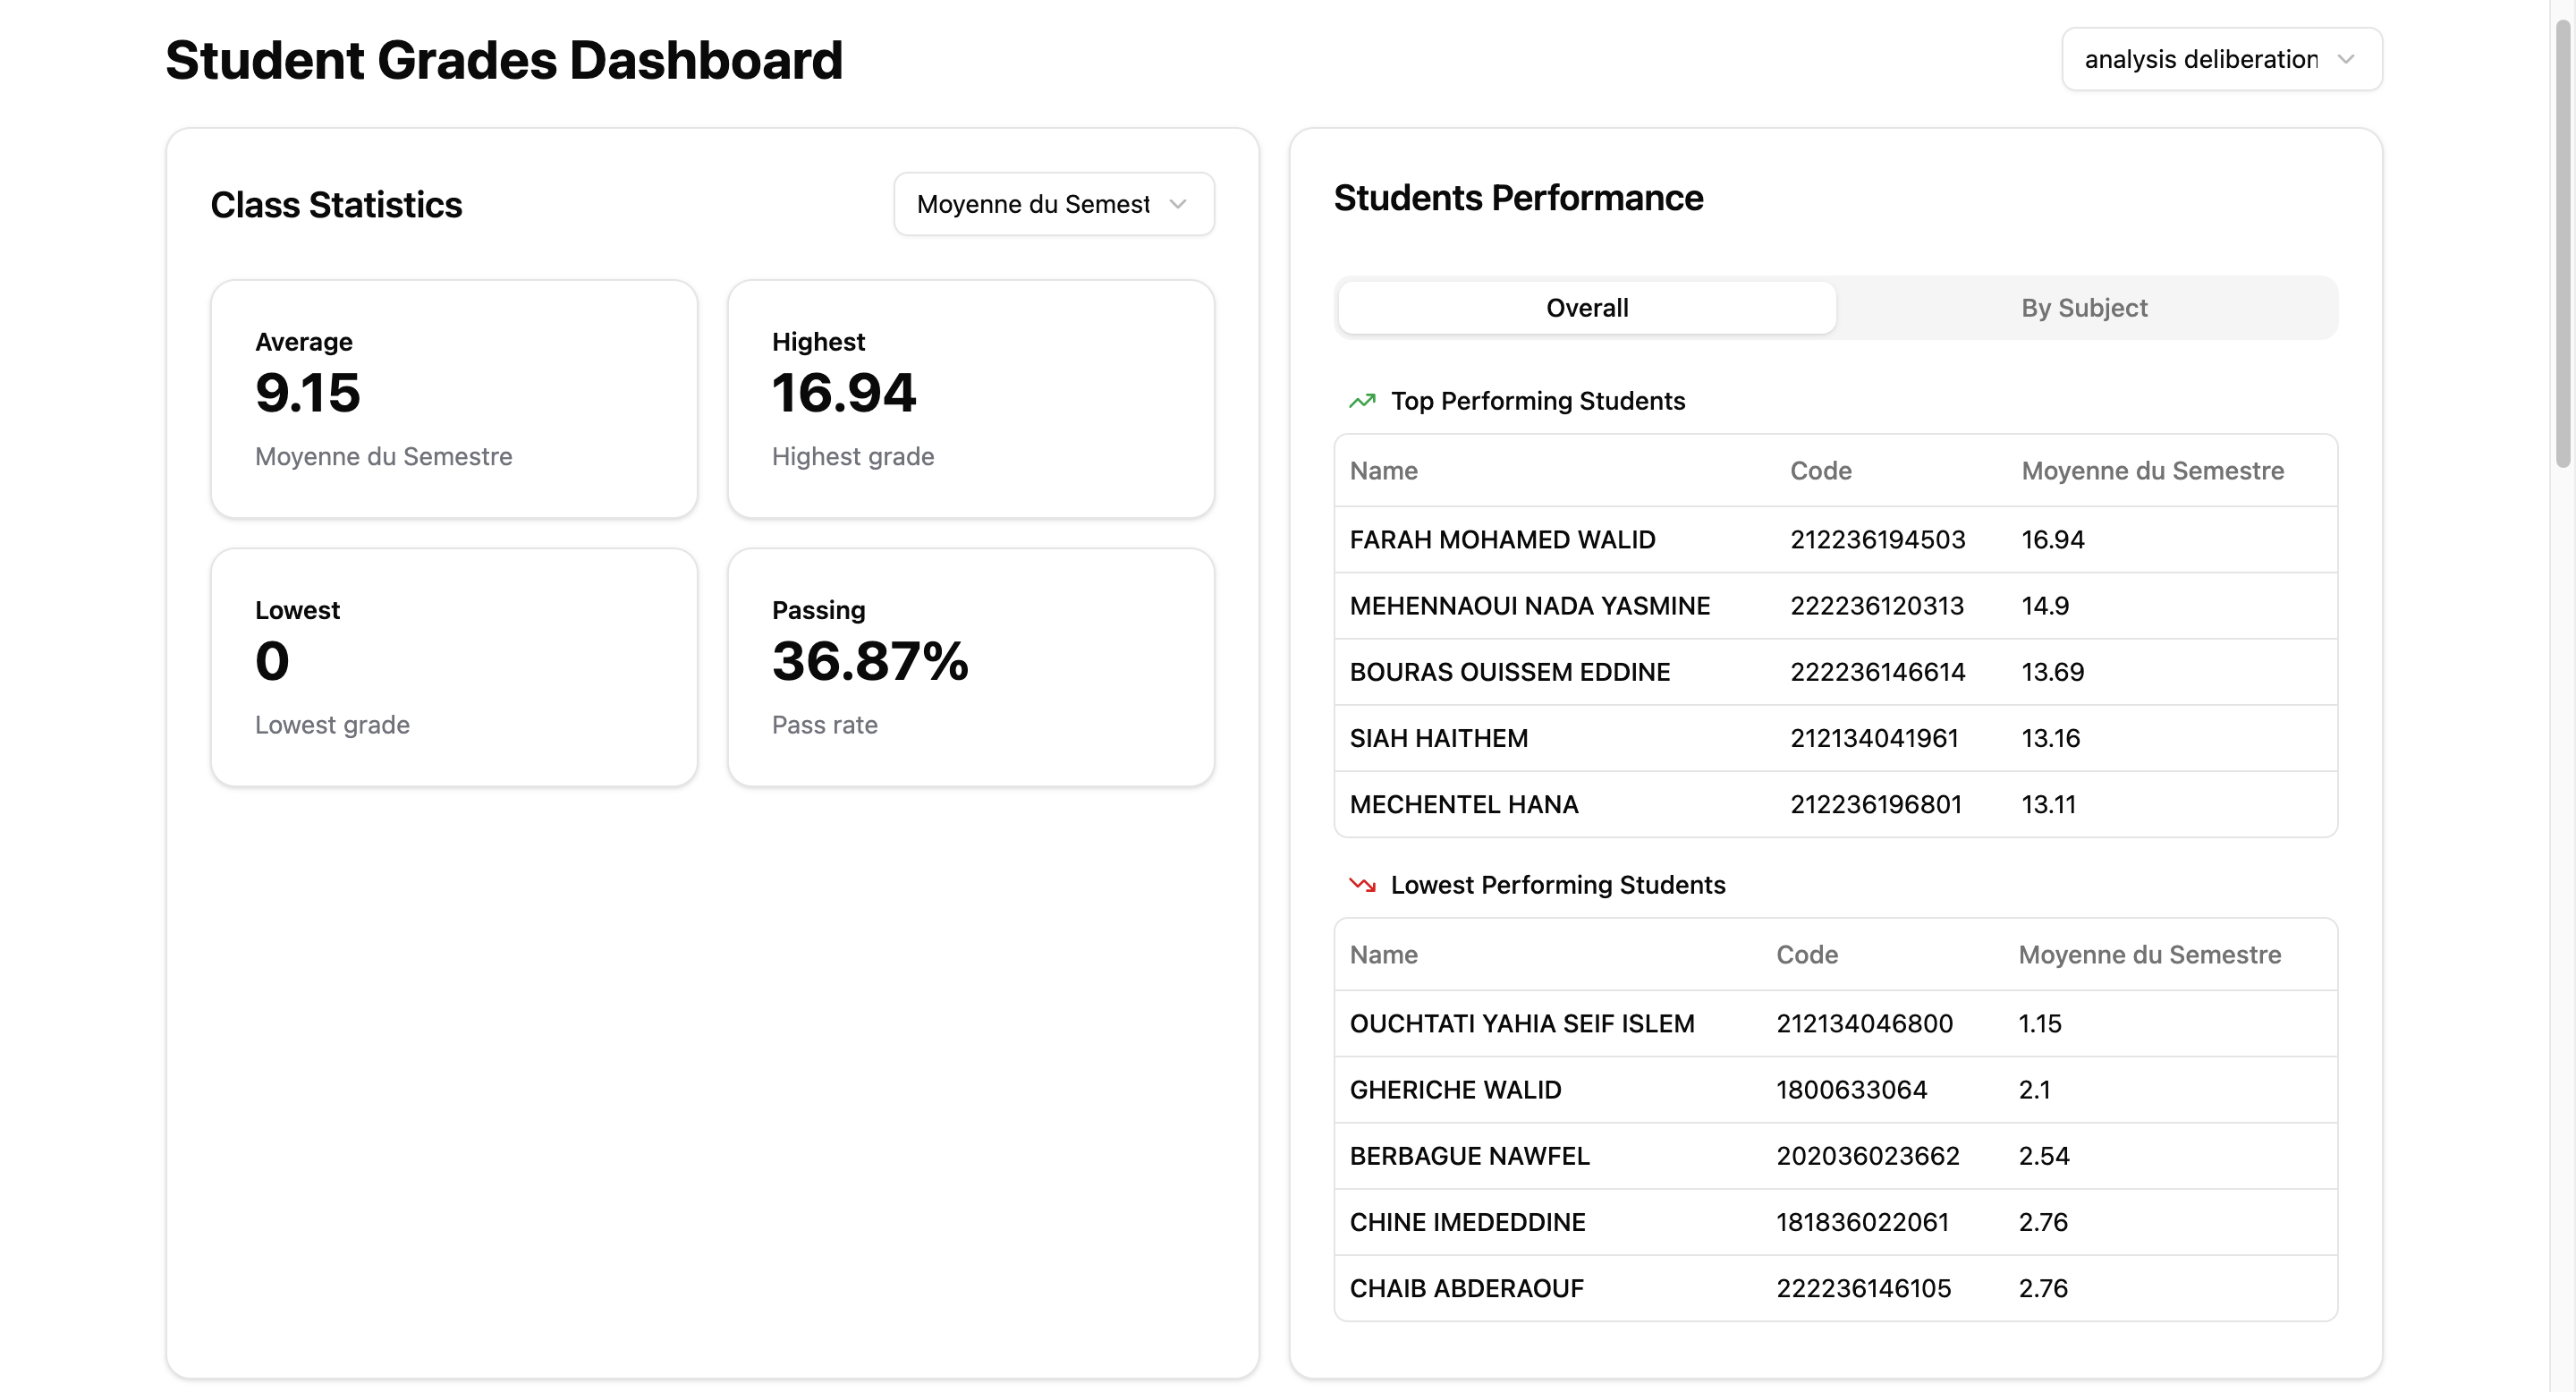 Student Grades Dashboard
analysis deliberation
Class Statistics
Moyenne du Semest
Average
9.15
Moyenne du Semestre
Highest
16.94
Highest grade
Lowest
0
Lowest grade
Passing
36.87%
Pass rate
Students Performance
Overall By Subject
Top Performing Students
Name Code Moyenne du Semestre
FARAH MOHAMED WALID 212236194503 16.94
MEHENNAOUI NADA YASMINE 222236120313 14.9
BOURAS OUISSEM EDDINE 222236146614 13.69
SIAH HAITHEM 212134041961 13.16
MECHENTEL HANA 212236196801 13.11
Lowest Performing Students
Name Code Moyenne du Semestre
OUCHTATI YAHIA SEIF ISLEM 212134046800 1.15
GHERICHE WALID 1800633064 2.1
BERBAGUE NAWFEL 202036023662 2.54
CHINE IMEDEDDINE 181836022061 2.76
CHAIB ABDERAOUF 222236146105 2.76